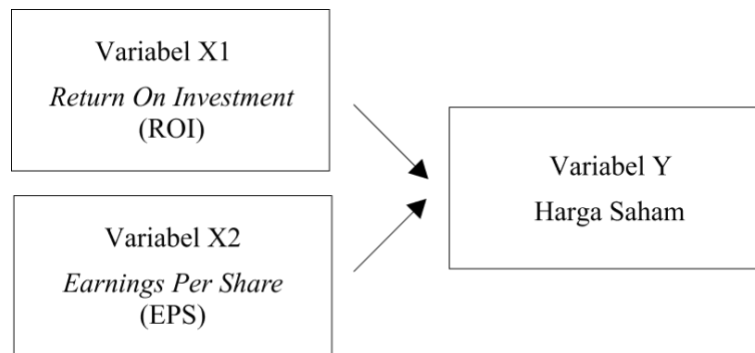 Variabel X1
Return On Investment
(ROI)
Variabel X2
Earnings Per Share
(EPS)
Variabel Y
Harga Saham